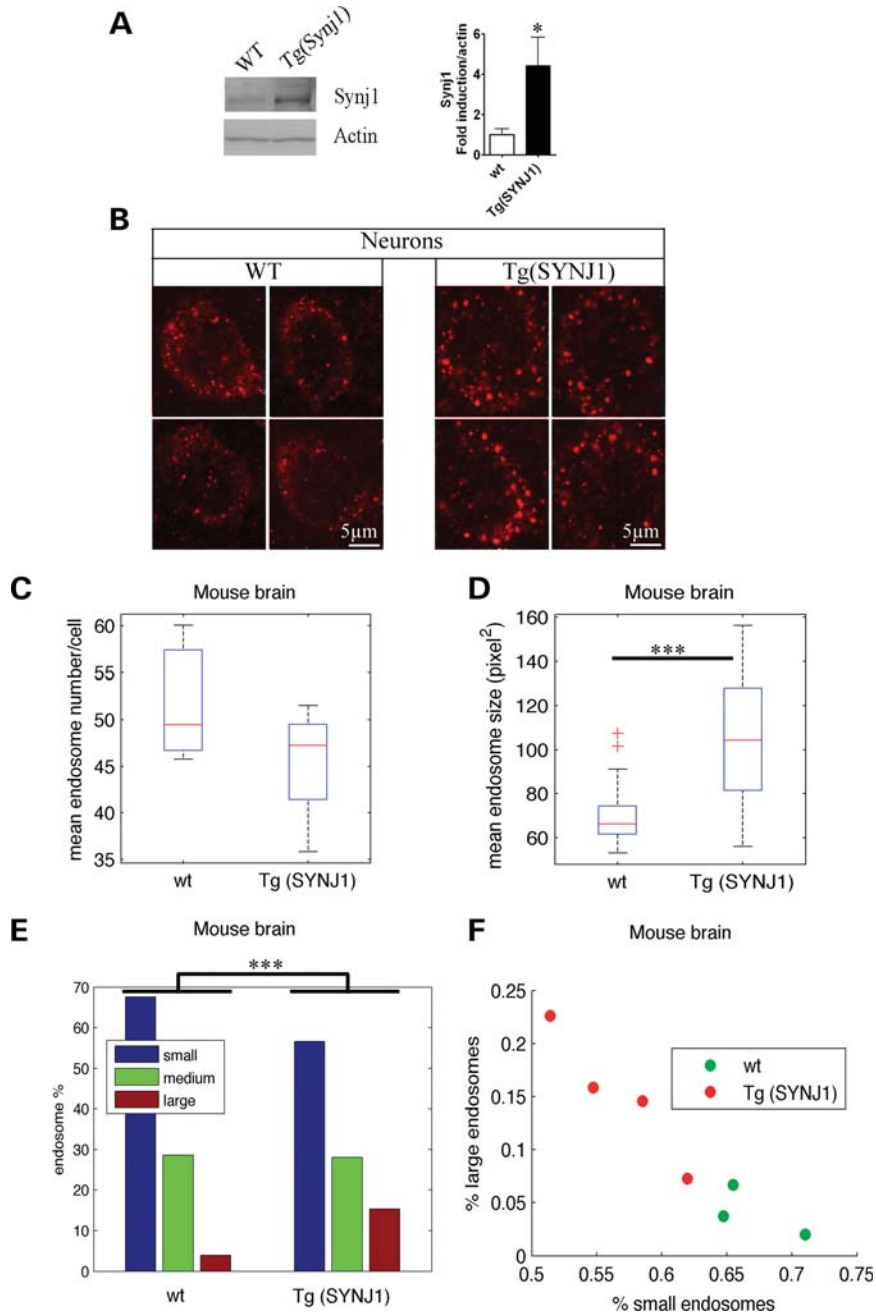 A
WT
Tg(Synj1)
Synj1
Actin
Synj1
Fold induction/actin
6
4
2
0
*
wt
Tg(SYNJ1)
B
Neurons
WT
Tg(SYNJ1)
5µm
5µm
C
Mouse brain
mean endosome number/cell
60
55
50
45
40
35
wt
Tg (SYNJ1)
D
Mouse brain
mean endosome size (pixel²)
160
140
120
100
80
60
***
wt
Tg (SYNJ1)
E
Mouse brain
***
endosome %
70
60
50
40
30
20
10
0
small
medium
large
wt
Tg (SYNJ1)
F
Mouse brain
% large endosomes
0.25
0.2
0.15
0.1
0.05
0
wt
Tg (SYNJ1)
0.5
0.55
0.6
0.65
0.7
0.75
% small endosomes